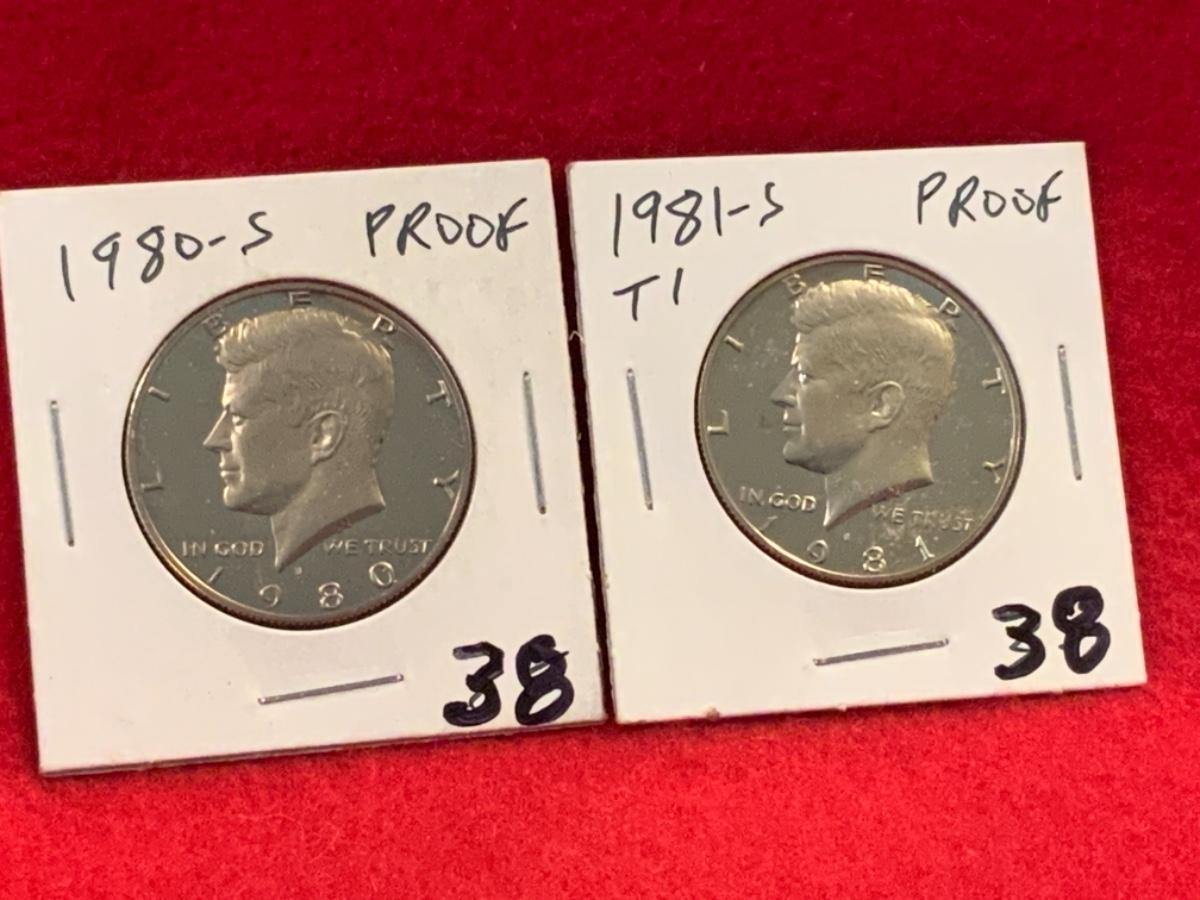 1980-S PROOF
LIBERTY
IN GOD WE TRUST
1980
38
1981-S PROOF
T1
LIBERTY
IN GOD WE TRUST
1981
38